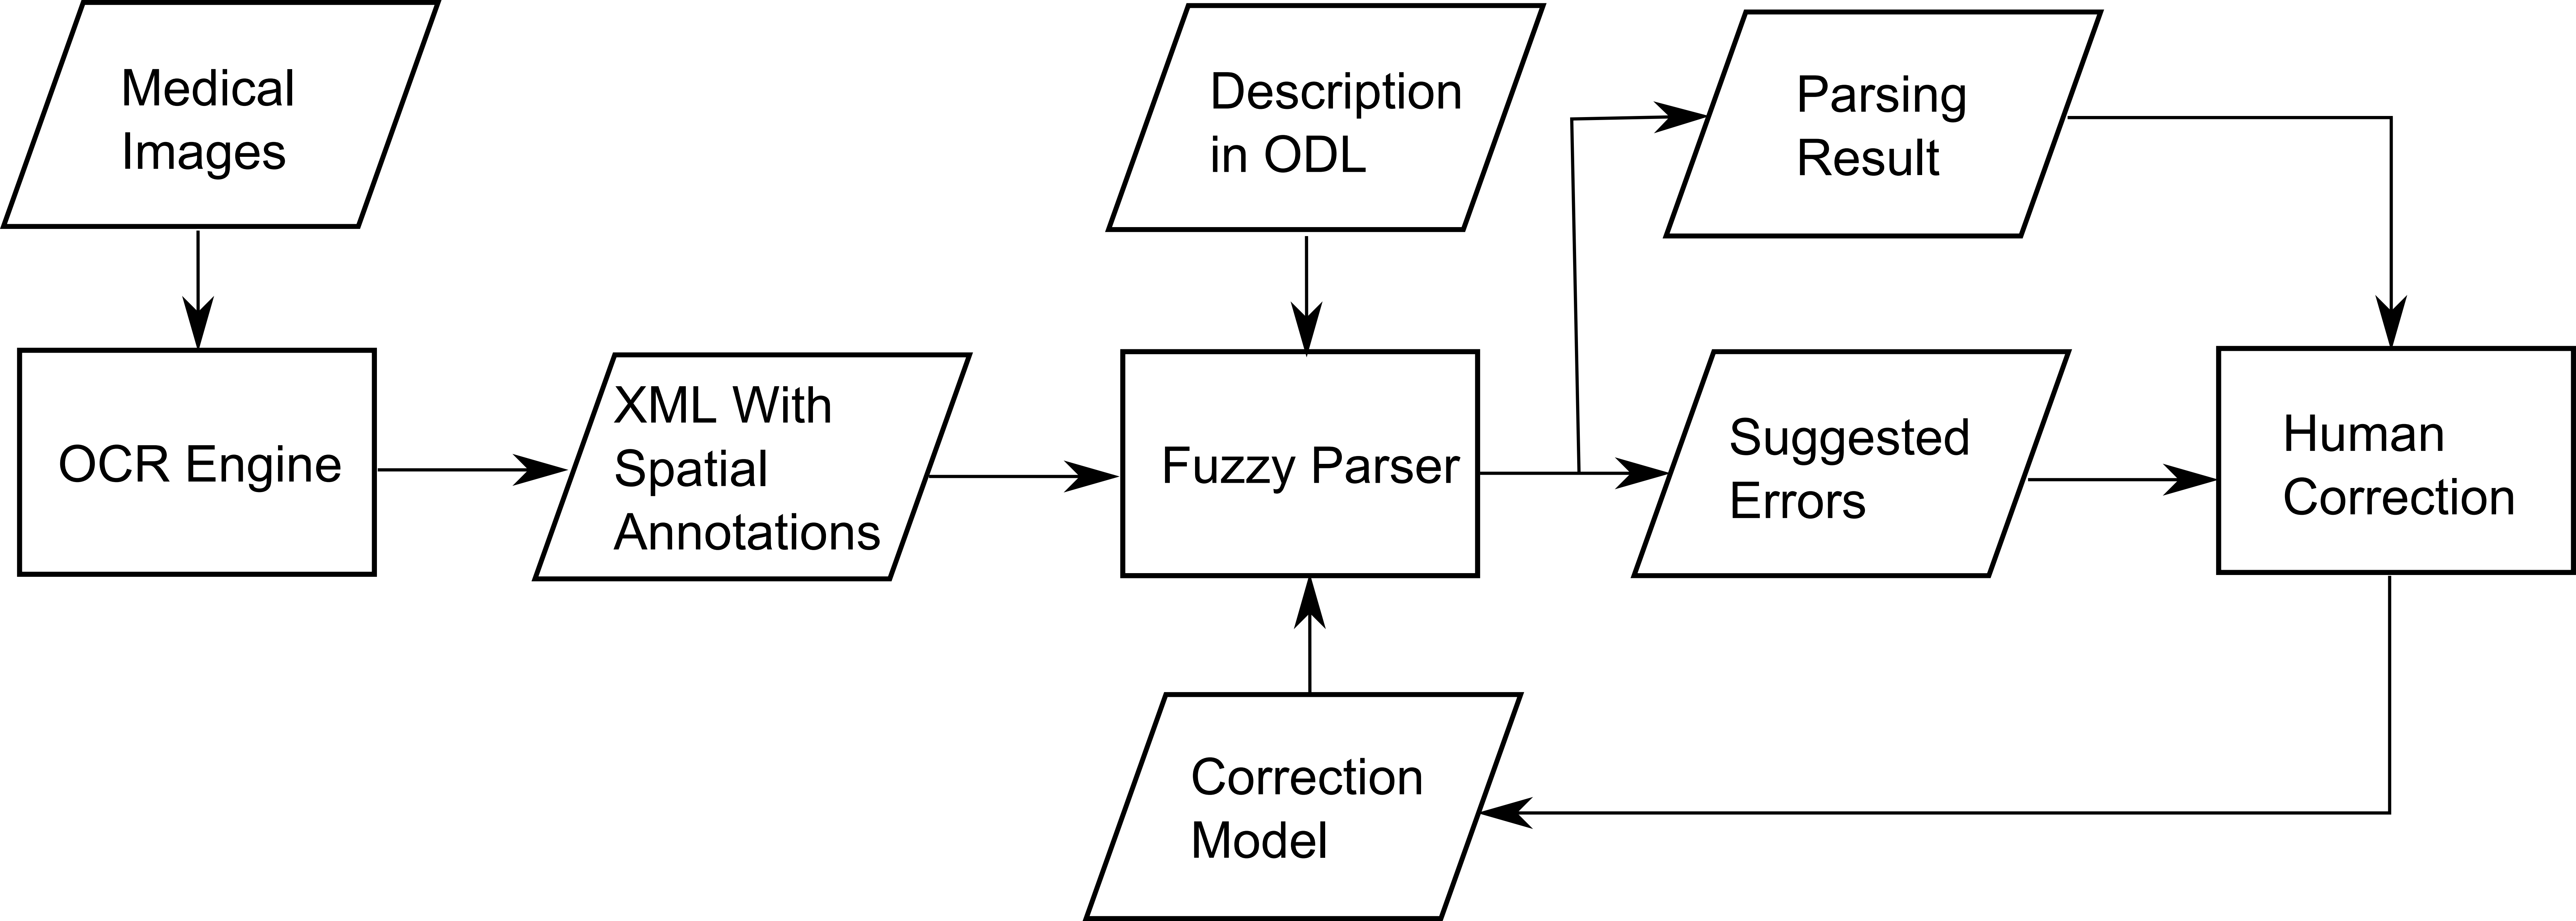 Medical
Images
Description
in ODL
Parsing
Result
OCR Engine
XML With
Spatial
Annotations
Fuzzy Parser
Suggested
Errors
Human
Correction
Correction
Model